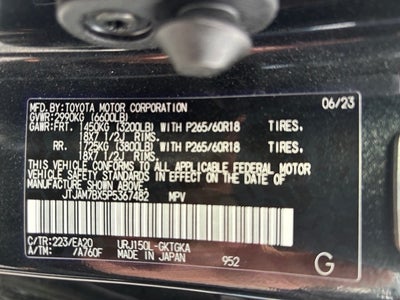 MFD.BY:TOYOTA MOTOR CORPORATION 06/23
GVWR:2990KG (6600LB)
GAWR:FRT. 1450KG (3200LB) WITH P265/60R18 TIRES.
18X7 1/2J RIMS.
RR. 1725KG (3800LB) WITH P265/60R18 TIRES.
18X7 1/2J RIMS.
THIS VEHICLE CONFORMS TO ALL APPLICABLE FEDERAL MOTOR
VEHICLE SAFETY STANDARDS IN EFFECT ON THE DATE OF
MANUFACTURE SHOWN ABOVE.
JTJAM7BX5P5367482 MPV
C/TR:223/EA20 URJ150L-GKTGKA
A/TM: /A760F MADE IN JAPAN 952
G